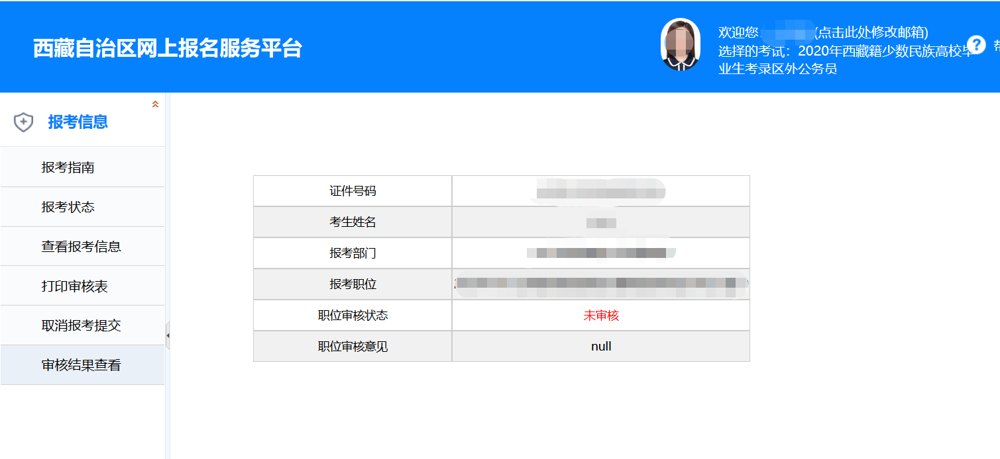 西藏自治区网上报名服务平台
欢迎您 (点击此处修改邮箱)
选择的考试：2020年西藏籍少数民族高校毕
业生考录区外公务员
?
报考信息
报考指南
报考状态
查看报考信息
打印审核表
取消报考提交
审核结果查看
证件号码
考生姓名
报考部门
报考职位
职位审核状态 未审核
职位审核意见 null